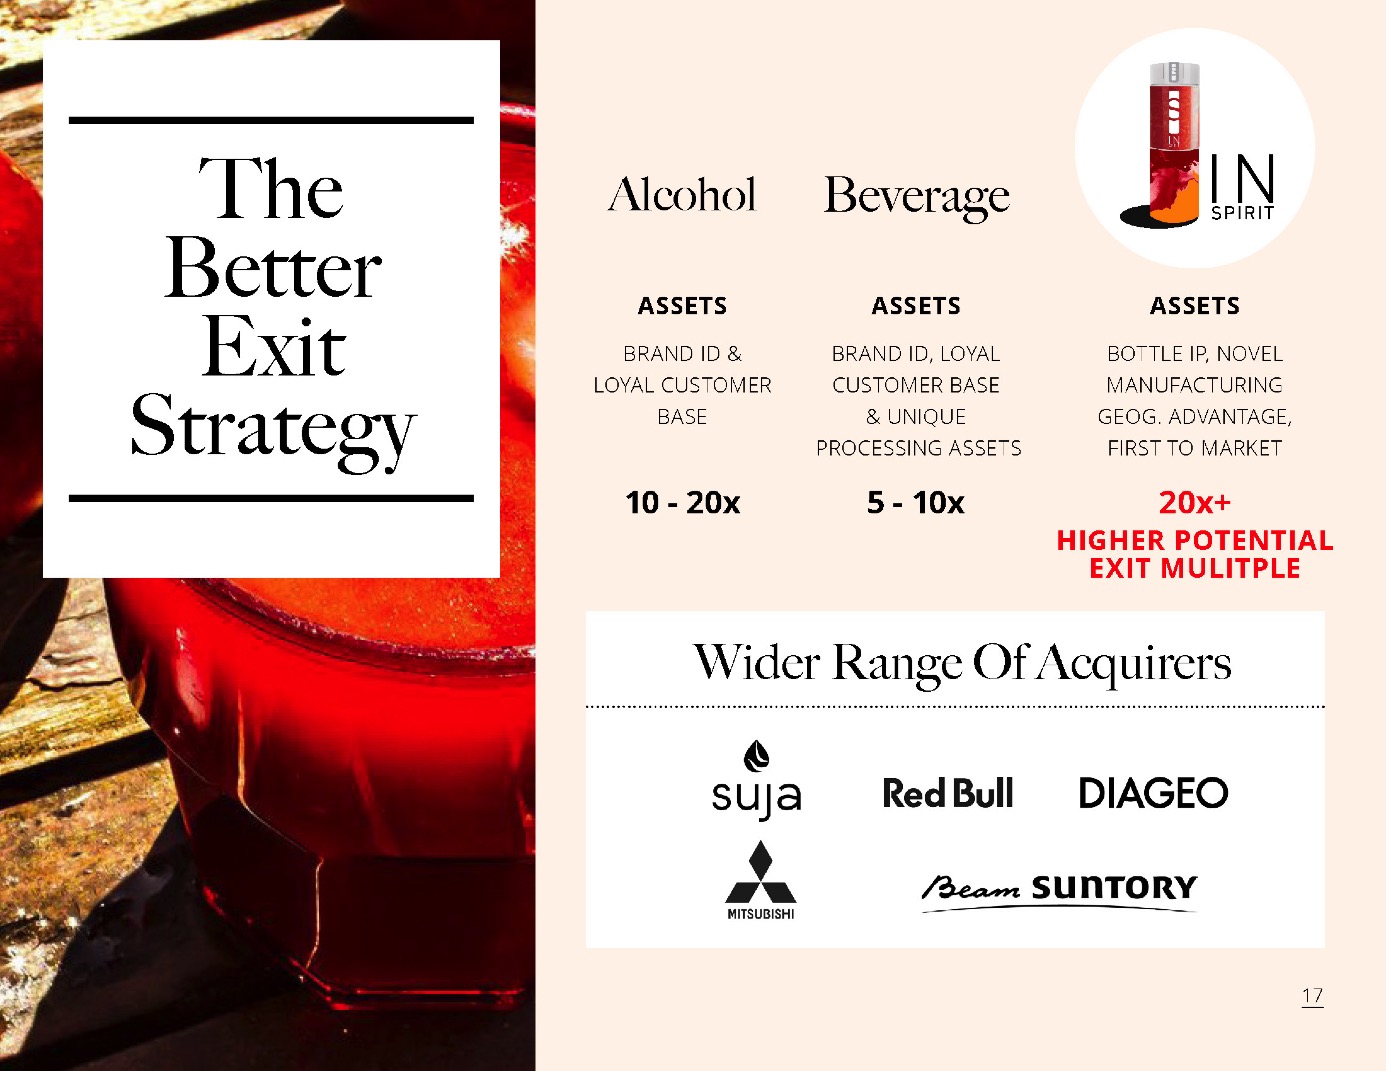 The
Better
Exit
Strategy
Alcohol
ASSETS
BRAND ID &
LOYAL CUSTOMER
BASE
10 - 20x
Beverage
ASSETS
BRAND ID, LOYAL
CUSTOMER BASE
& UNIQUE
PROCESSING ASSETS
5 - 10x
ISI
IN
IN
SPIRIT
ASSETS
BOTTLE IP, NOVEL
MANUFACTURING
GEOG. ADVANTAGE,
FIRST TO MARKET
20x+
HIGHER POTENTIAL
EXIT MULITPLE
Wider Range Of Acquirers
suja
Red Bull
DIAGEO
MITSUBISHI
Beam SUNTORY
17